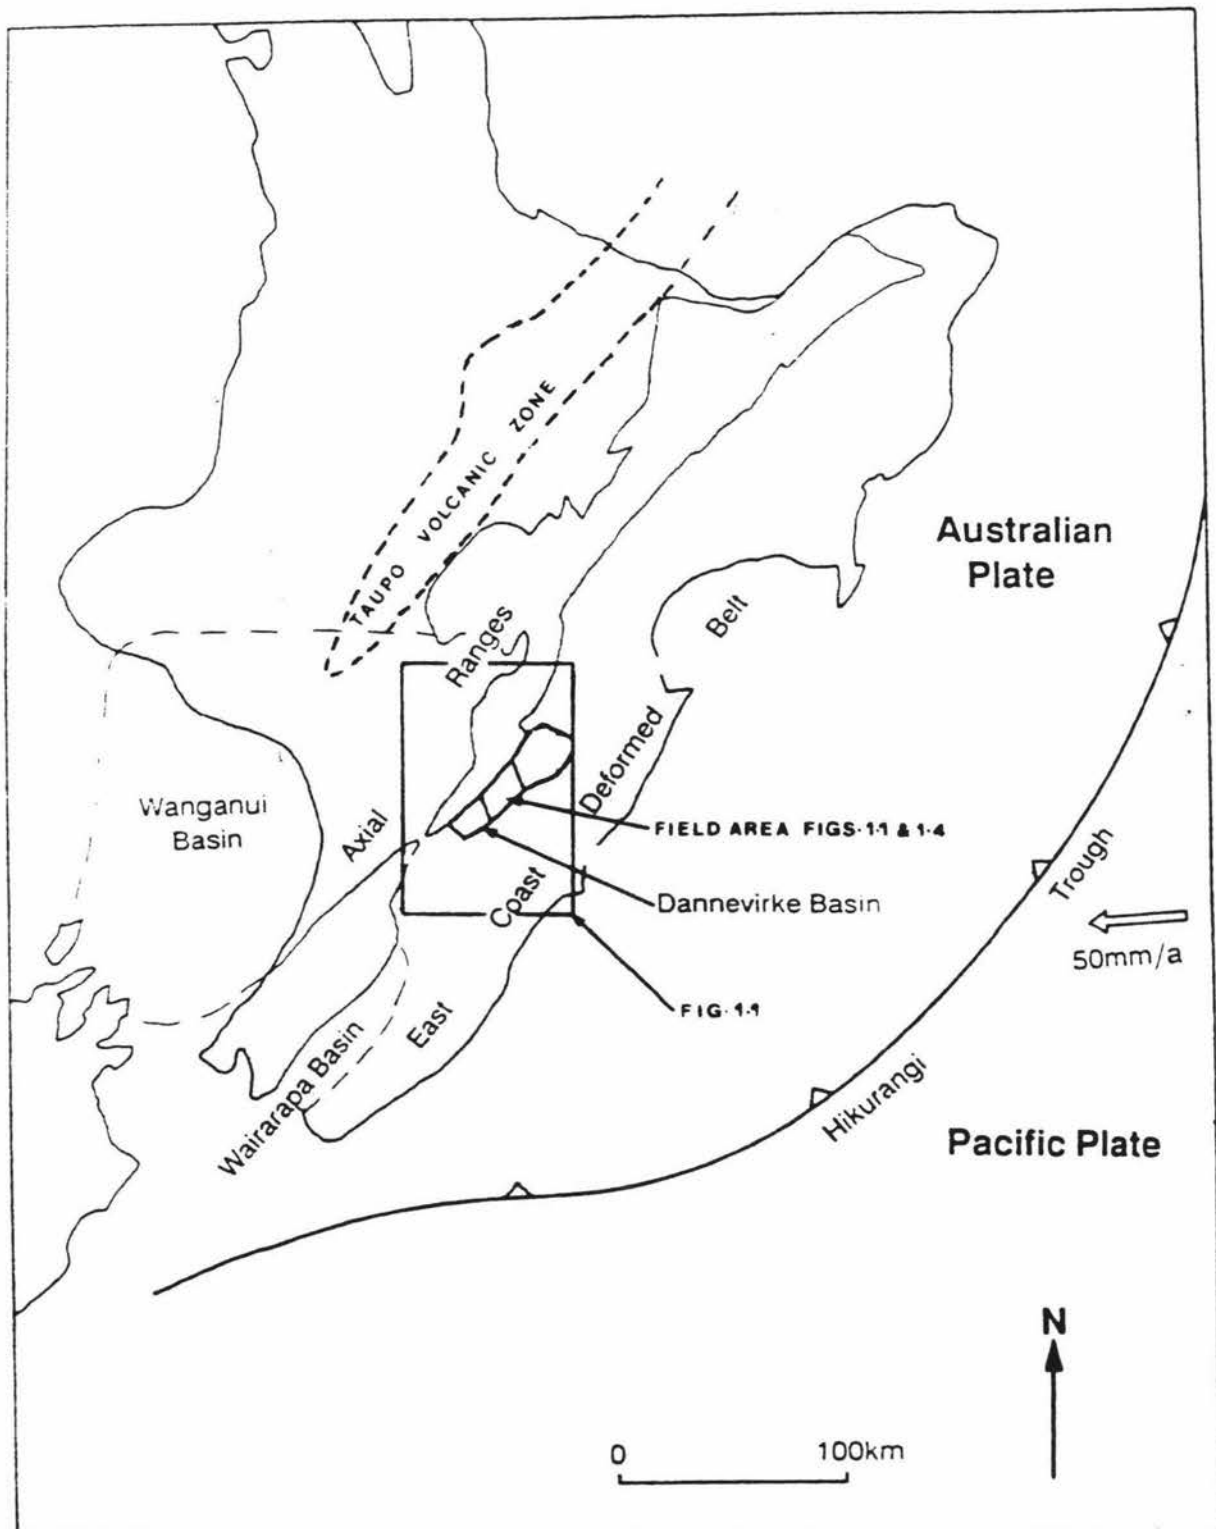 TAUPO VOLCANIC ZONE
Australian
Plate
Ranges
Belt
Wanganui
Basin
Axial
Deformed
FIELD AREA FIGS·1·1 & 1·4
Trough
Coast
Dannevirke Basin
50mm/a
FIG·1·1
East
Wairarapa Basin
Hikurangi
Pacific Plate
N
0 100km